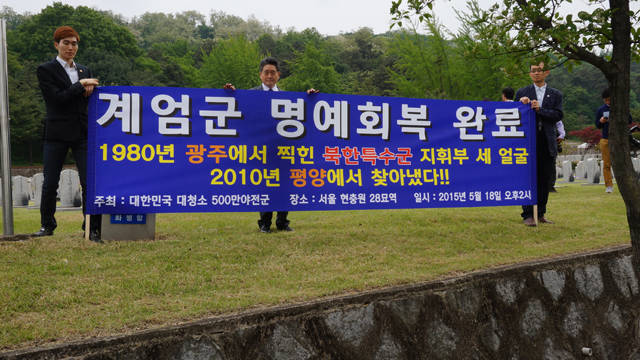 계엄군 명예회복 완료
1980년 광주에서 찍힌 북한특수군 지휘부 세 얼굴
2010년 평양에서 찾아냈다!!
주최 : 대한민국 대청소 500만야전군 장소 : 서울 현충원 28묘역 일시 : 2015년 5월 18일 오후2시